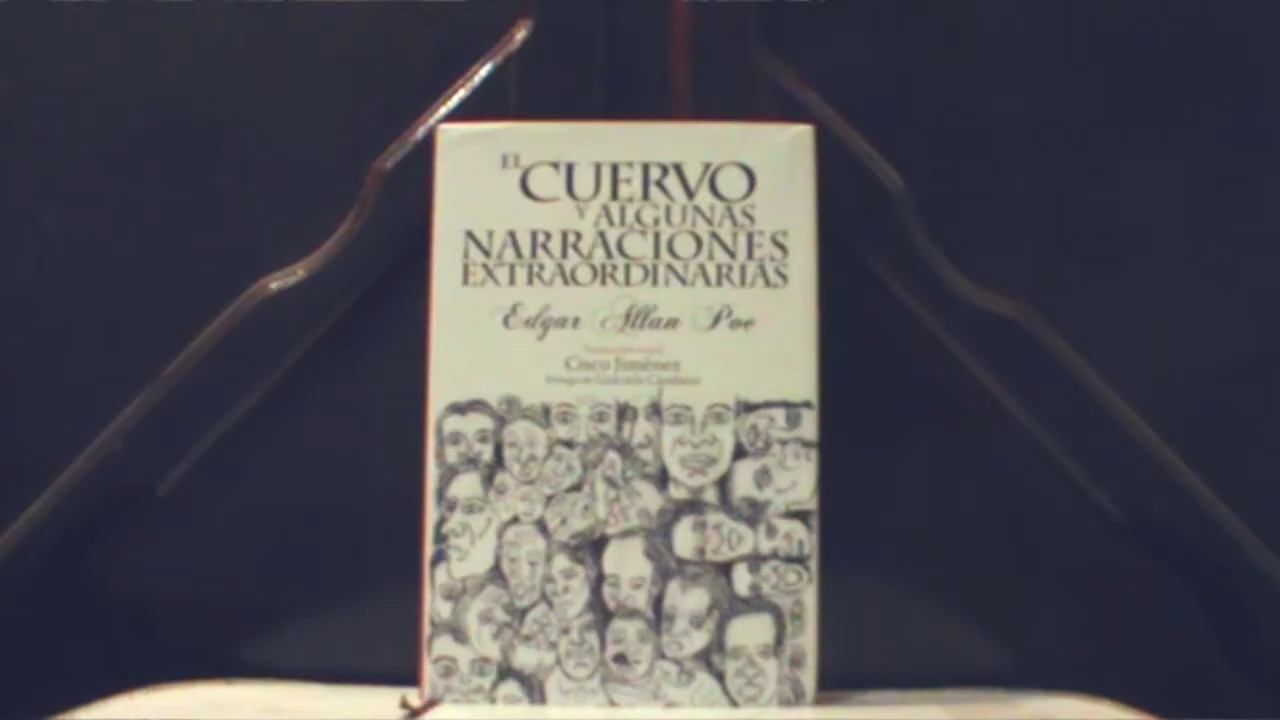 EL
CUERVO
Y ALGUNAS
NARRACIONES
EXTRAORDINARIAS
Edgar Allan Poe
Cisco Jiménez